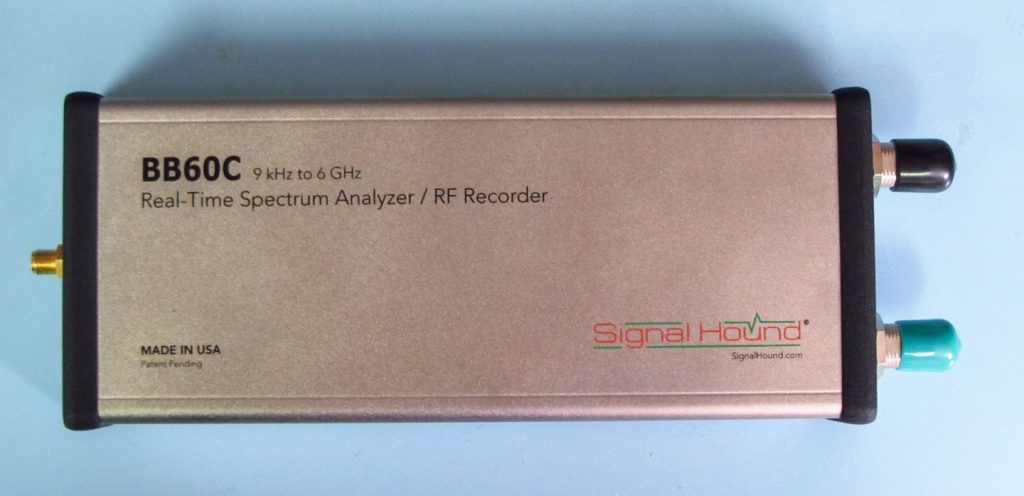 BB60C 9 kHz to 6 GHz
Real-Time Spectrum Analyzer / RF Recorder
MADE IN USA
Patent Pending
Signal Hound®
SignalHound.com